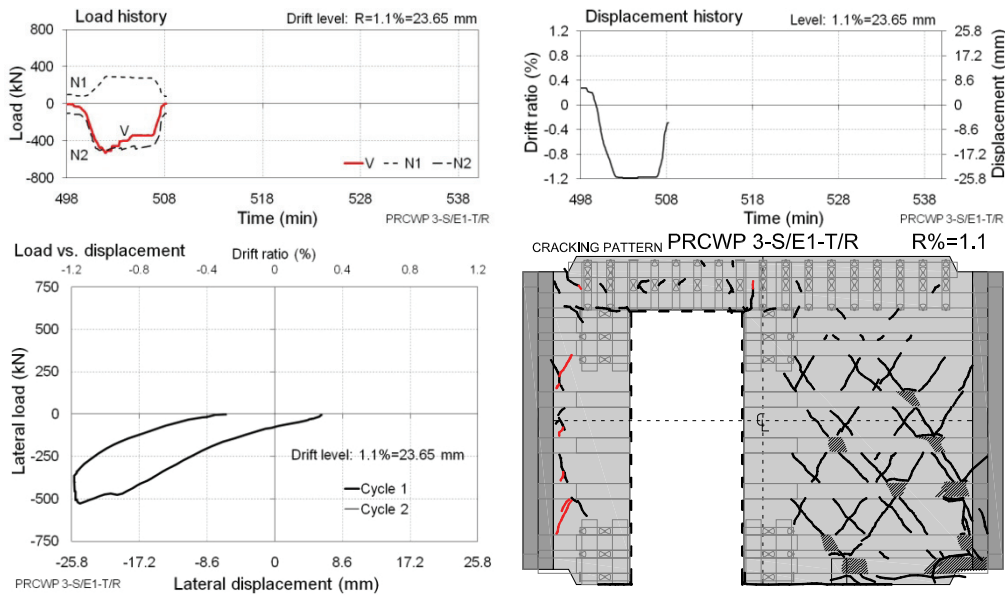 Load history
Drift level: R=1.1%=23.65 mm
800
400
0
-400
-800
Load (kN)
N1
V
N2
V N1 N2
498 508 518 528 538
Time (min)
PRCWP 3-S/E1-T/R
Displacement history
Level: 1.1%=23.65 mm
1.2
0.8
0.4
0
-0.4
-0.8
-1.2
Drift ratio (%)
25.8
17.2
8.6
0
-8.6
-17.2
-25.8
Displacement (mm)
498 508 518 528 538
Time (min)
PRCWP 3-S/E1-T/R
Load vs. displacement
Drift ratio (%)
-1.2 -0.8 -0.4 0 0.4 0.8 1.2
750
500
250
0
-250
-500
-750
Lateral load (kN)
Drift level: 1.1%=23.65 mm
Cycle 1
Cycle 2
-25.8 -17.2 -8.6 0 8.6 17.2 25.8
PRCWP 3-S/E1-T/R
Lateral displacement (mm)
CRACKING PATTERN PRCWP 3-S/E1-T/R R%=1.1